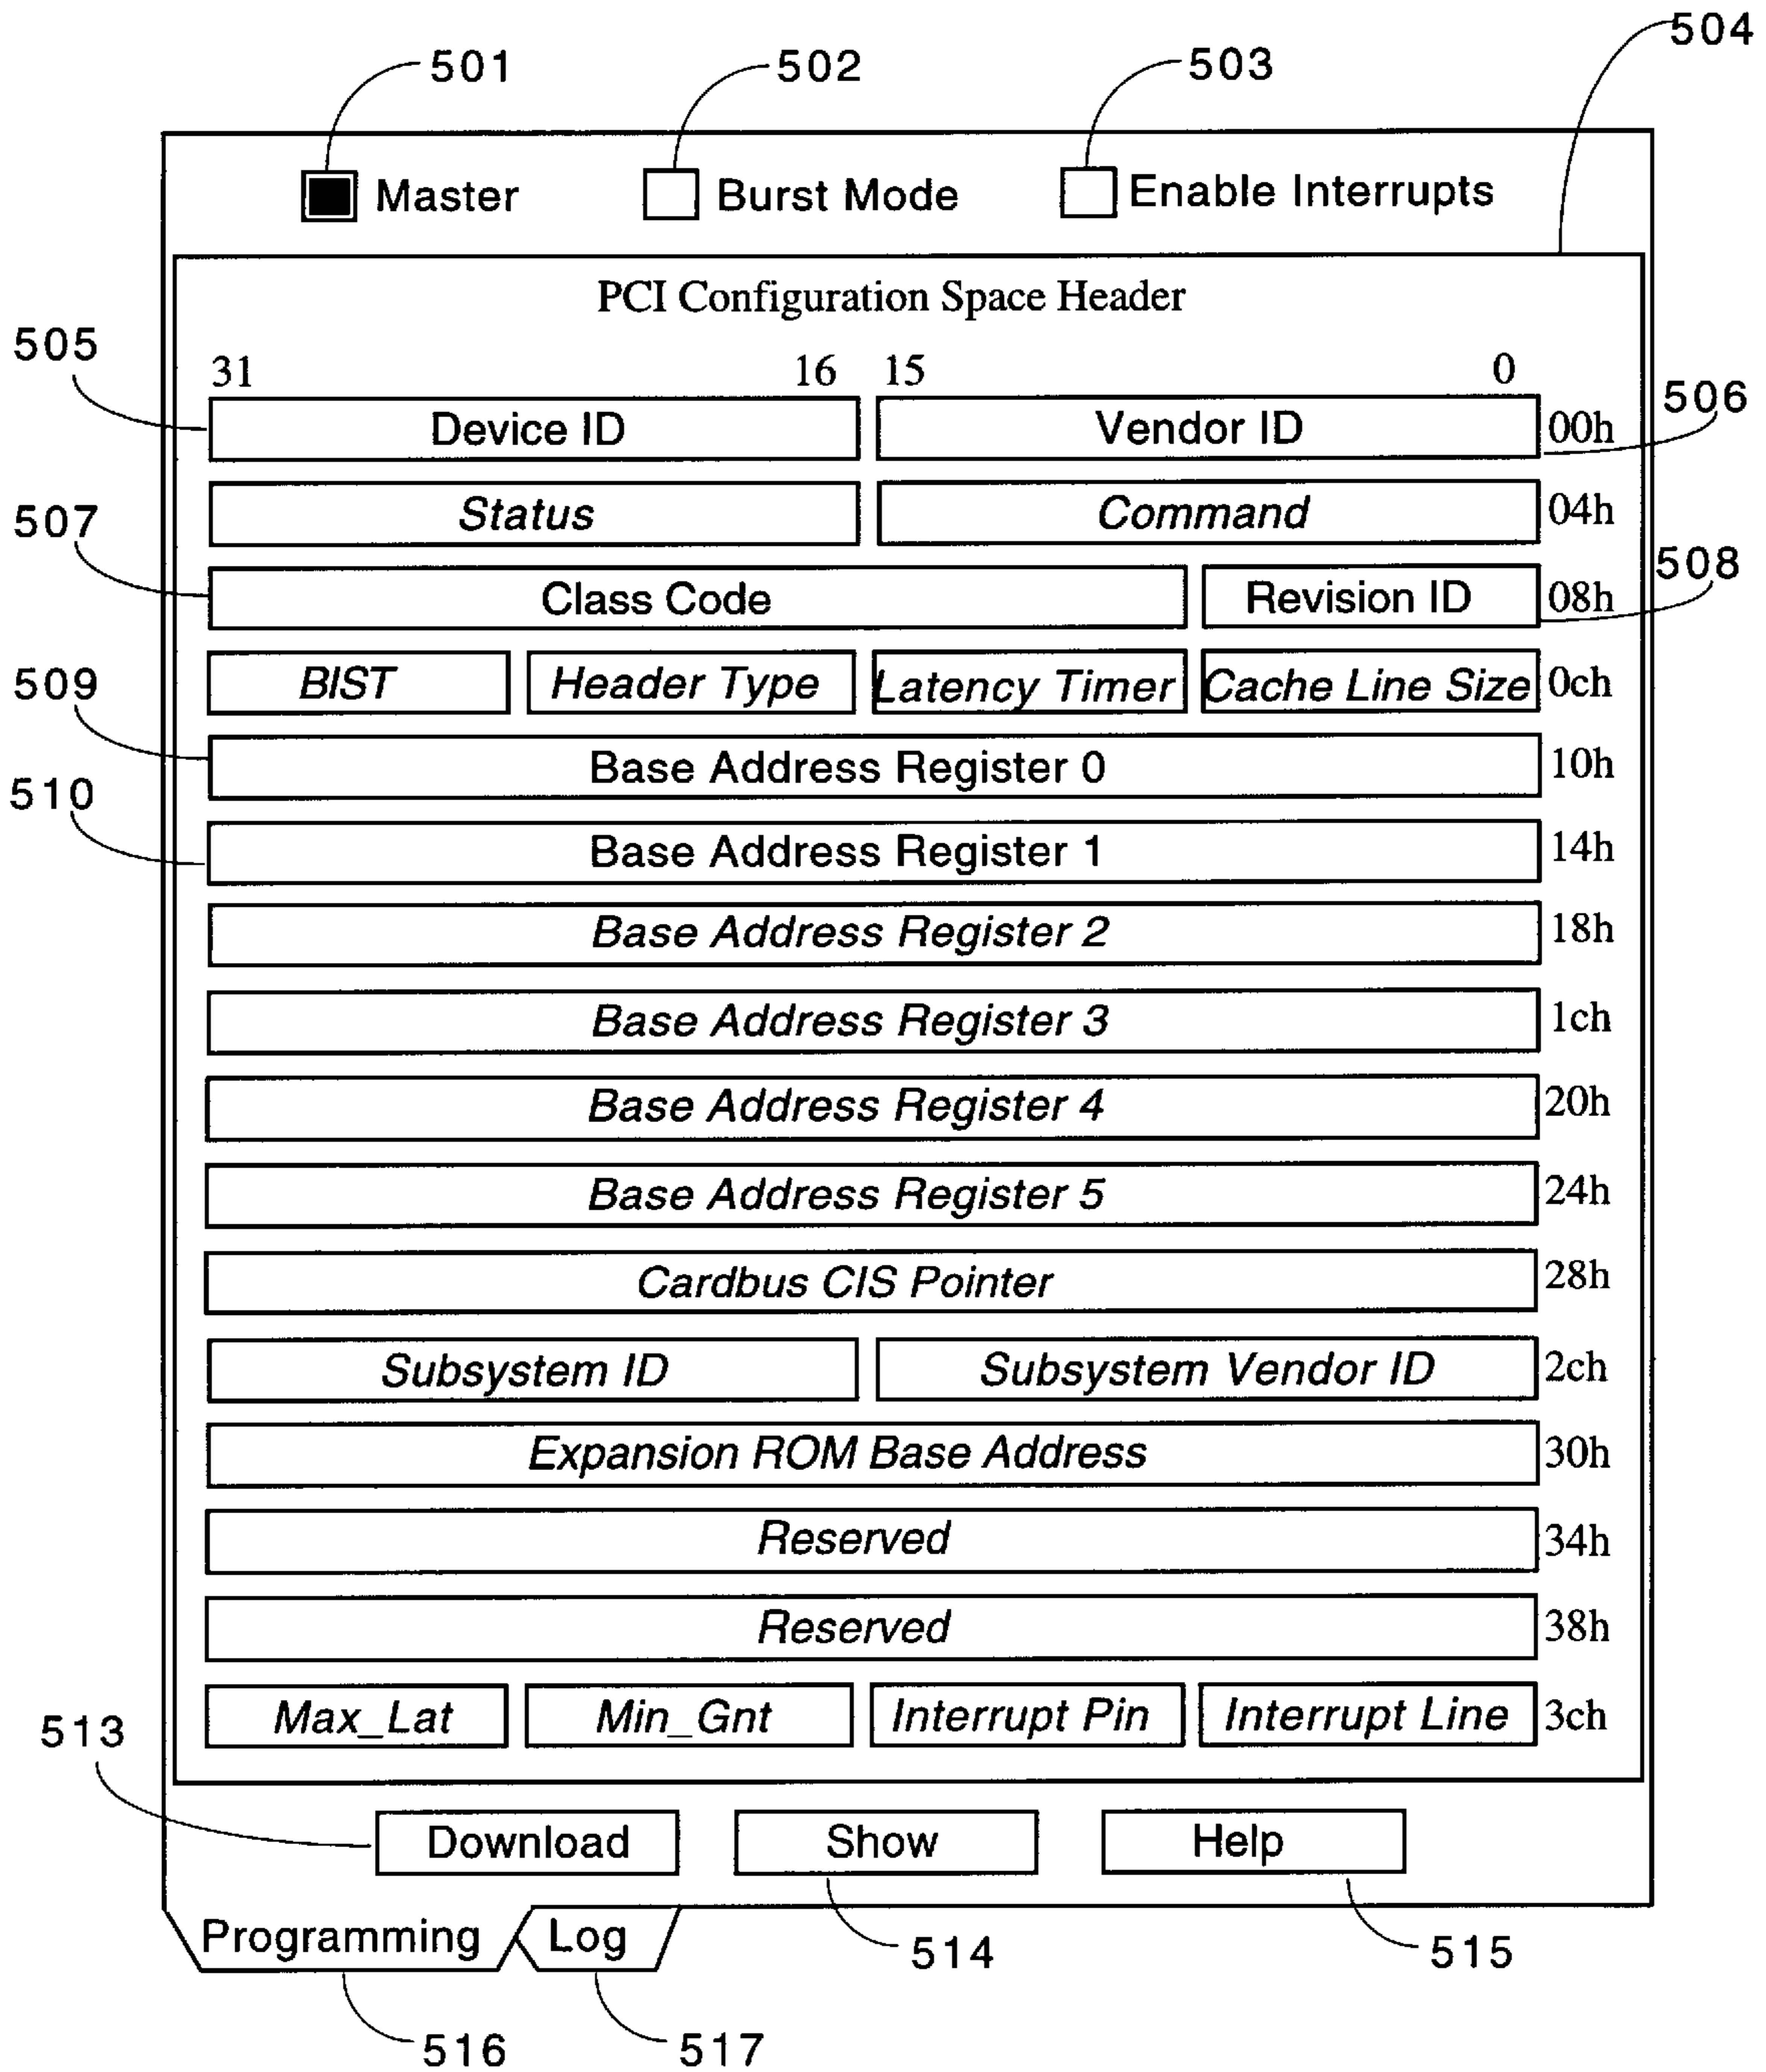 504
501 502 503
Master Burst Mode Enable Interrupts
PCI Configuration Space Header
505
31 16 15 0
506
Device ID Vendor ID 00h
Status Command 04h
507
508
Class Code Revision ID 08h
509
BIST Header Type Latency Timer Cache Line Size 0ch
Base Address Register 0 10h
510
Base Address Register 1 14h
Base Address Register 2 18h
Base Address Register 3 1ch
Base Address Register 4 20h
Base Address Register 5 24h
Cardbus CIS Pointer 28h
Subsystem ID Subsystem Vendor ID 2ch
Expansion ROM Base Address 30h
Reserved 34h
Reserved 38h
Max_Lat Min_Gnt Interrupt Pin Interrupt Line 3ch
513
Download Show Help
Programming Log
514 515
516 517